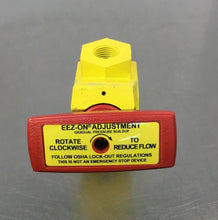 EEZ-ON® ADJUSTMENT
GRADUAL PRESSURE BUILDUP
ROTATE TO
CLOCKWISE REDUCE FLOW
FOLLOW OSHA LOCK-OUT REGULATIONS
THIS IS NOT AN EMERGENCY STOP DEVICE